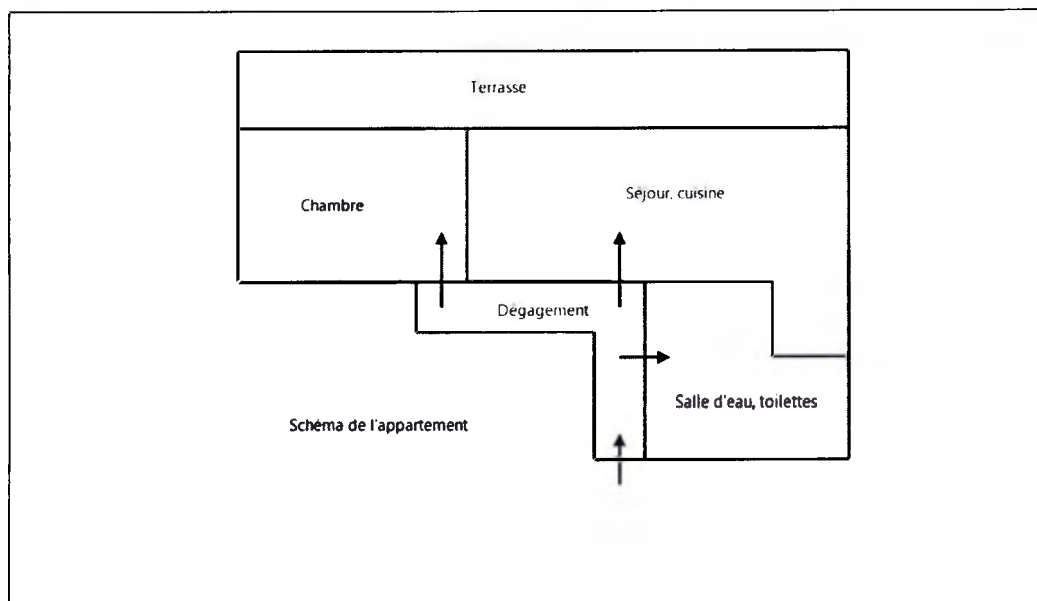 Terrasse
Chambre
Séjour, cuisine
Dégagement
Salle d'eau, toilettes
Schéma de l'appartement